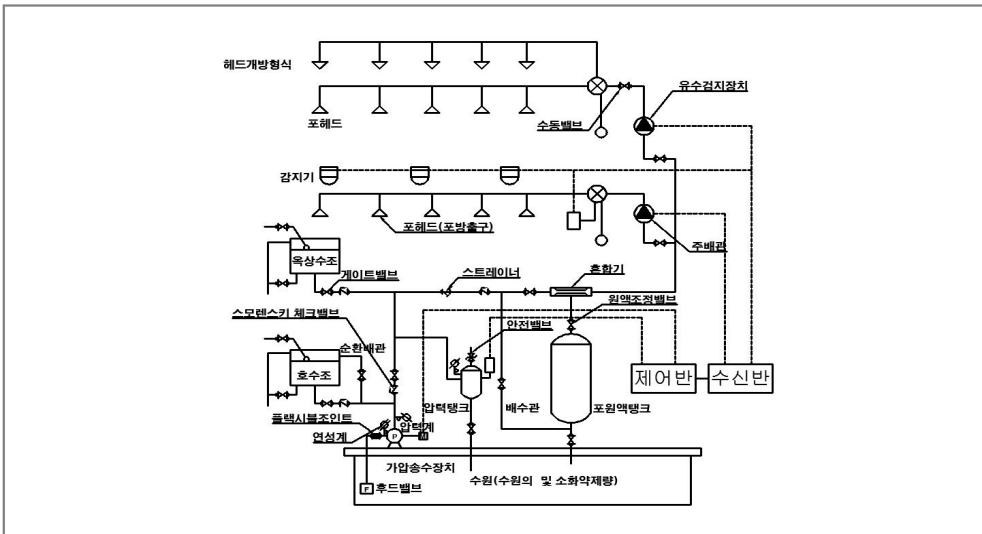 헤드개방형식
유수검지장치
포헤드
수동밸브
감지기
포헤드(포방출구)
주배관
옥상수조
게이트밸브
스트레이너
혼합기
원액조정밸브
스모렌스키 체크밸브
안전밸브
순환배관
호수조
제어반
수신반
압력탱크
배수관
포원액탱크
플랙시블조인트
압력계
연성계
P
M
가압송수장치
수원(수원의 및 소화약제량)
F
후드밸브